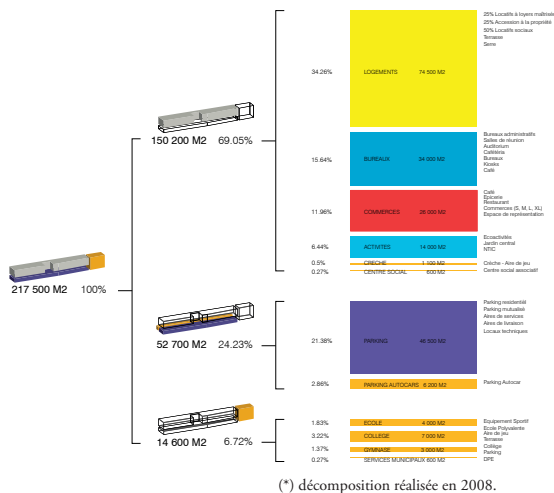 25% Locatifs à loyers maîtrisés
25% Accession à la propriété
50% Locatifs sociaux
Terrasse
Serre
34.26% LOGEMENTS 74 500 M2
150 200 M2 69.05%
15.64% BUREAUX 34 000 M2
Bureaux administratifs
Salles de réunion
Auditorium
Cafétéria
Bureaux
Kiosks
Café
11.96% COMMERCES 26 000 M2
Café
Epicerie
Restaurant
Commerces (S, M, L, XL)
Espace de représentation
6.44% ACTIVITES 14 000 M2
Ecoactivités
Jardin central
NTIC
0.5% CRECHE 1 100 M2 Crèche - Aire de jeu
0.27% CENTRE SOCIAL 600 M2 Centre social associatif
217 500 M2 100%
52 700 M2 24.23%
21.38% PARKING 46 500 M2
Parking residentiel
Parking mutualisé
Aires de services
Aires de livraison
Locaux techniques
2.86% PARKING AUTOCARS 6 200 M2 Parking Autocar
14 600 M2 6.72%
1.83% ECOLE 4 000 M2
3.22% COLLEGE 7 000 M2
1.37% GYMNASE 3 000 M2
0.27% SERVICES MUNICIPAUX 600 M2
Equipement Sportif
Ecole Polyvalente
Aire de jeu
Terrasse
Collège
Parking
DPE
(*) décomposition réalisée en 2008.